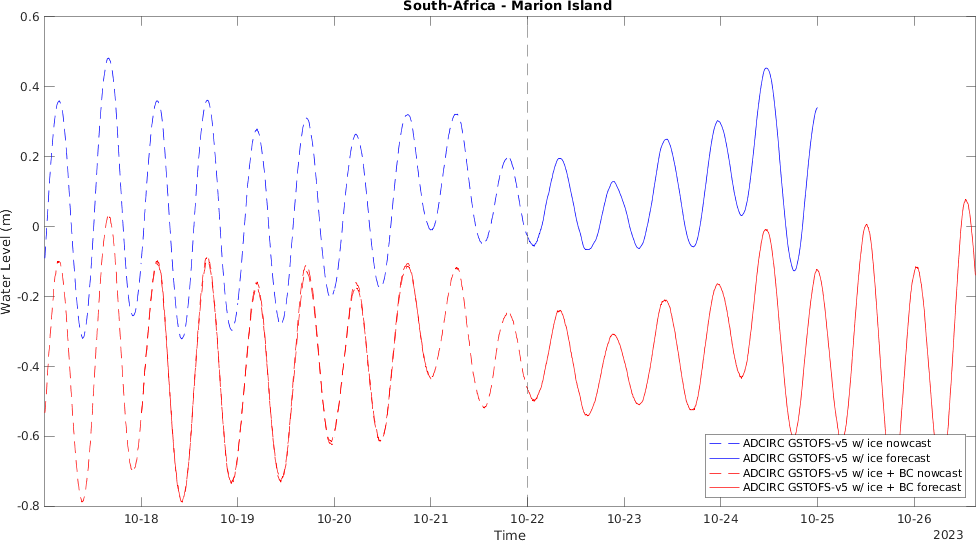 South-Africa - Marion Island
Water Level (m)
0.6
0.4
0.2
0
-0.2
-0.4
-0.6
-0.8
ADCIRC GSTOFS-v5 w/ ice nowcast
ADCIRC GSTOFS-v5 w/ ice forecast
ADCIRC GSTOFS-v5 w/ ice + BC nowcast
ADCIRC GSTOFS-v5 w/ ice + BC forecast
10-18 10-19 10-20 10-21 10-22 10-23 10-24 10-25 10-26
Time
2023